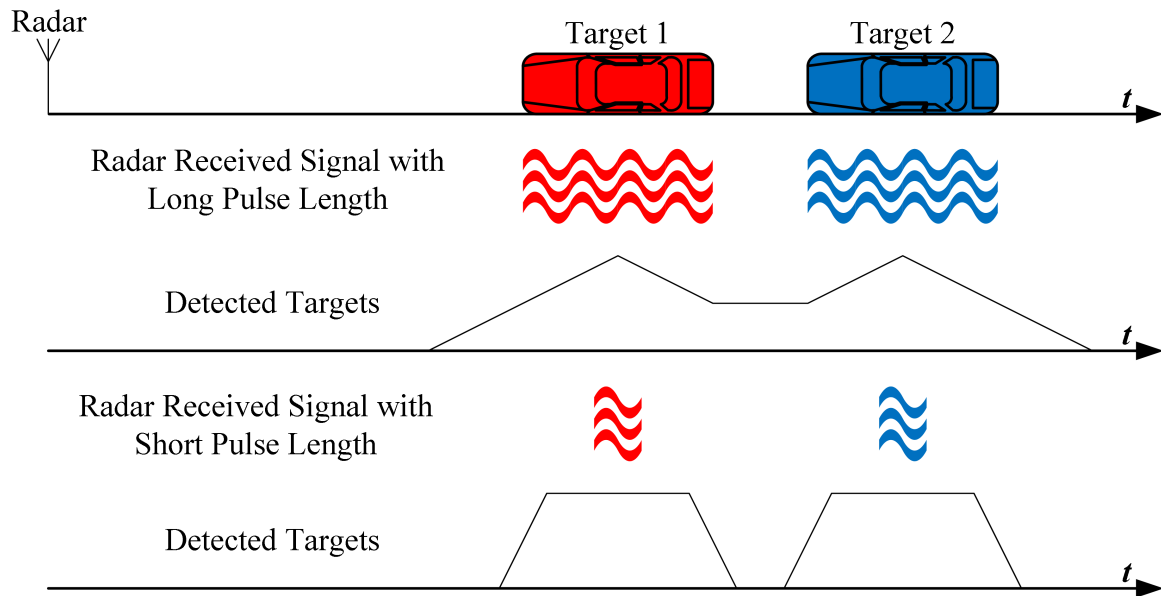 Radar
Target 1
Target 2
t
Radar Received Signal with
Long Pulse Length
Detected Targets
t
Radar Received Signal with
Short Pulse Length
Detected Targets
t